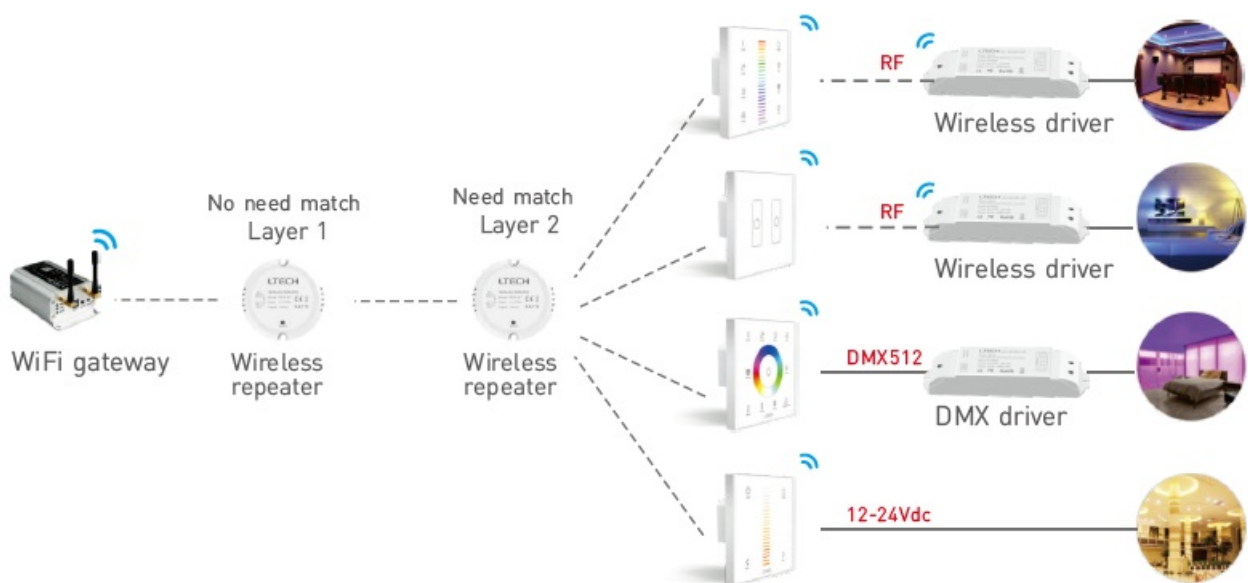 RF
Wireless driver
No need match
Layer 1
Need match
Layer 2
RF
Wireless driver
LTECH
LTECH
WiFi gateway
Wireless
repeater
Wireless
repeater
DMX512
DMX driver
12-24Vdc